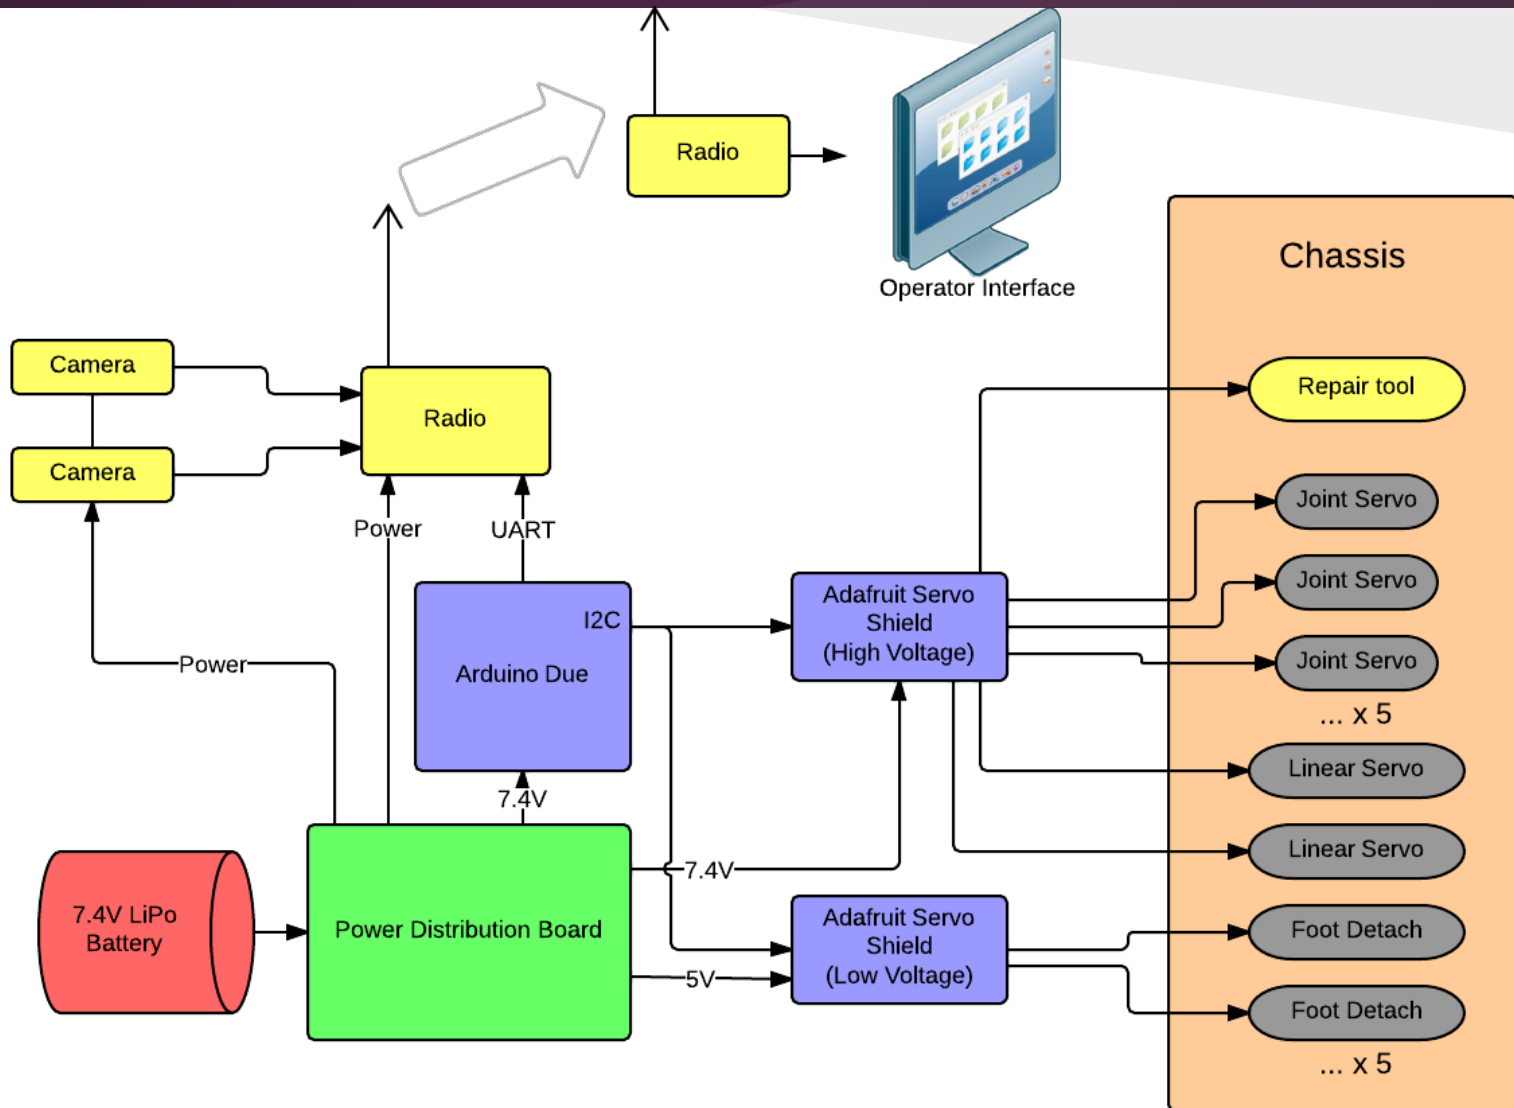 Radio
Operator Interface
Chassis
Camera
Radio
Repair tool
Camera
Power
UART
Joint Servo
I2C
Arduino Due
Adafruit Servo
Shield
(High Voltage)
Joint Servo
Power
Joint Servo
... x 5
7.4V
Linear Servo
7.4V
Linear Servo
7.4V LiPo
Battery
Power Distribution Board
Adafruit Servo
Shield
(Low Voltage)
5V
Foot Detach
Foot Detach
... x 5